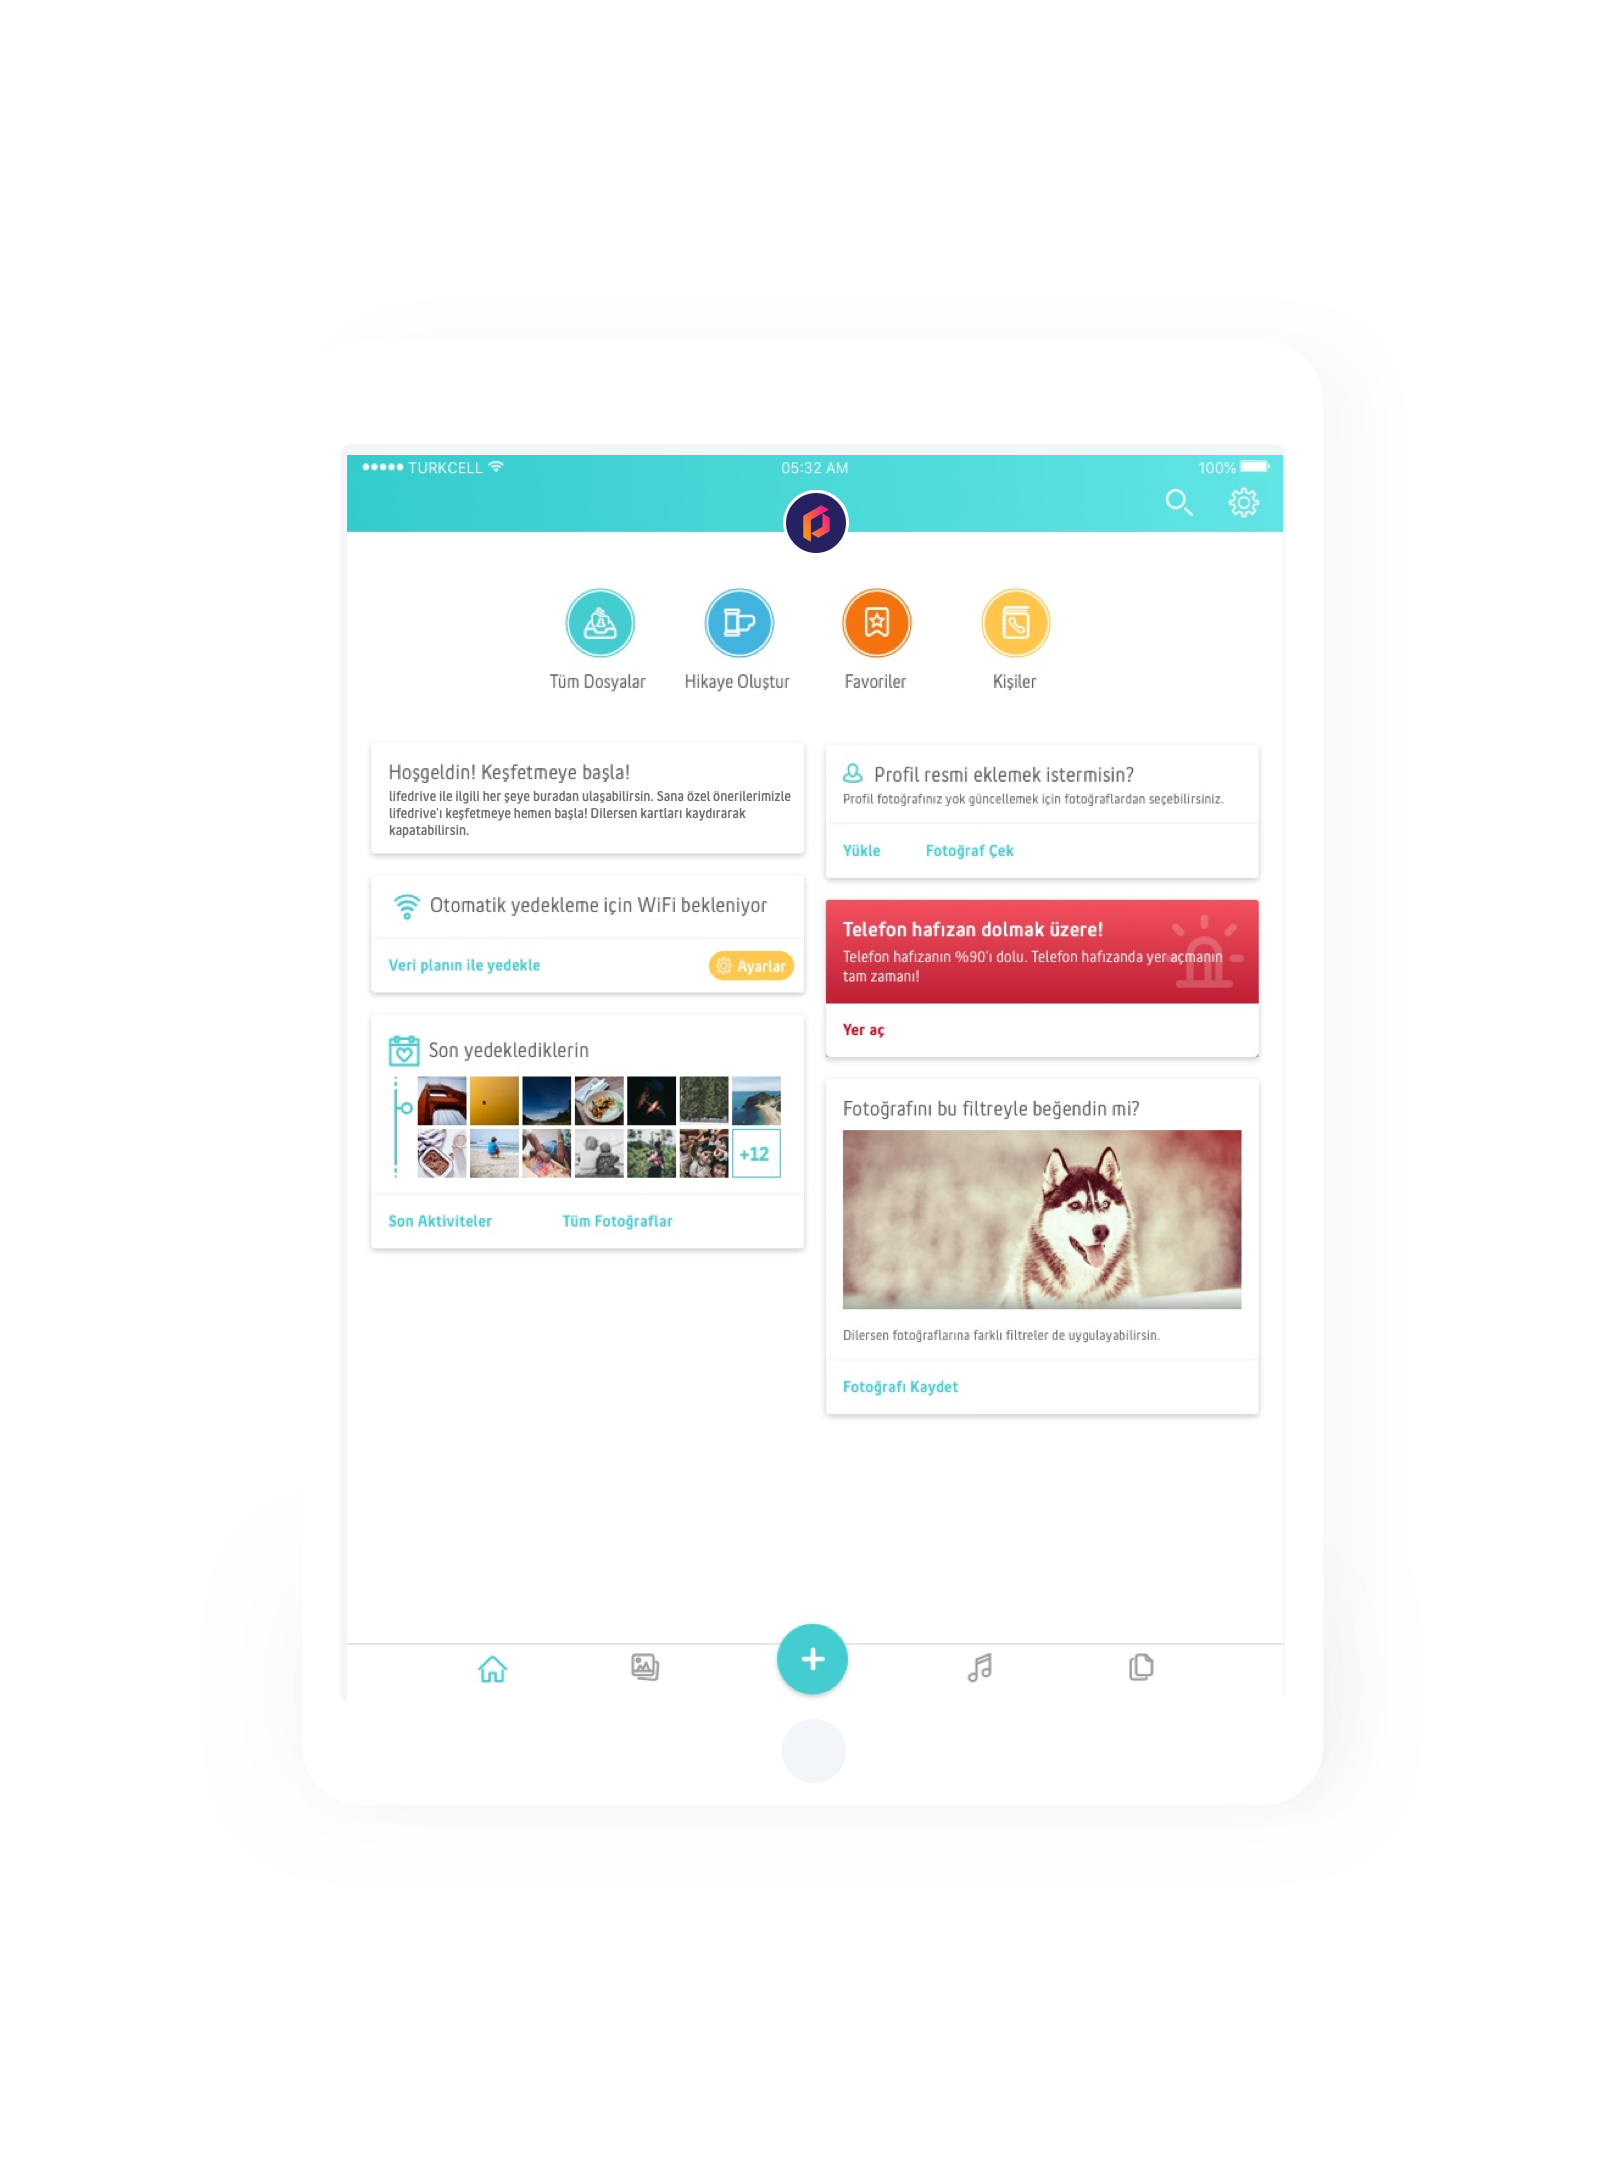 TURKCELL
05:32 AM
100%
Tüm Dosyalar
Hikaye Oluştur
Favoriler
Kişiler
Hoşgeldin! Keşfetmeye başla!
lifedrive ile ilgili her şeye buradan ulaşabilirsin. Sana özel önerilerimizle
lifedrive'ı keşfetmeye hemen başla! Dilersen kartları kaydırarak
kapatabilirsin.
Otomatik yedekleme için WiFi bekleniyor
Veri planın ile yedekle
Ayarlar
Son yedeklediklerin
+12
Son Aktiviteler
Tüm Fotoğraflar
Profil resmi eklemek istermisin?
Profil fotoğrafınız yok güncellemek için fotoğraflardan seçebilirsiniz.
Yükle
Fotoğraf Çek
Telefon hafızan dolmak üzere!
Telefon hafızanın %90'ı dolu. Telefon hafızanda yer açmanın
tam zamanı!
Yer aç
Fotoğrafını bu filtreyle beğendin mi?
Dilersen fotoğraflarına farklı filtreler de uygulayabilirsin.
Fotoğrafı Kaydet